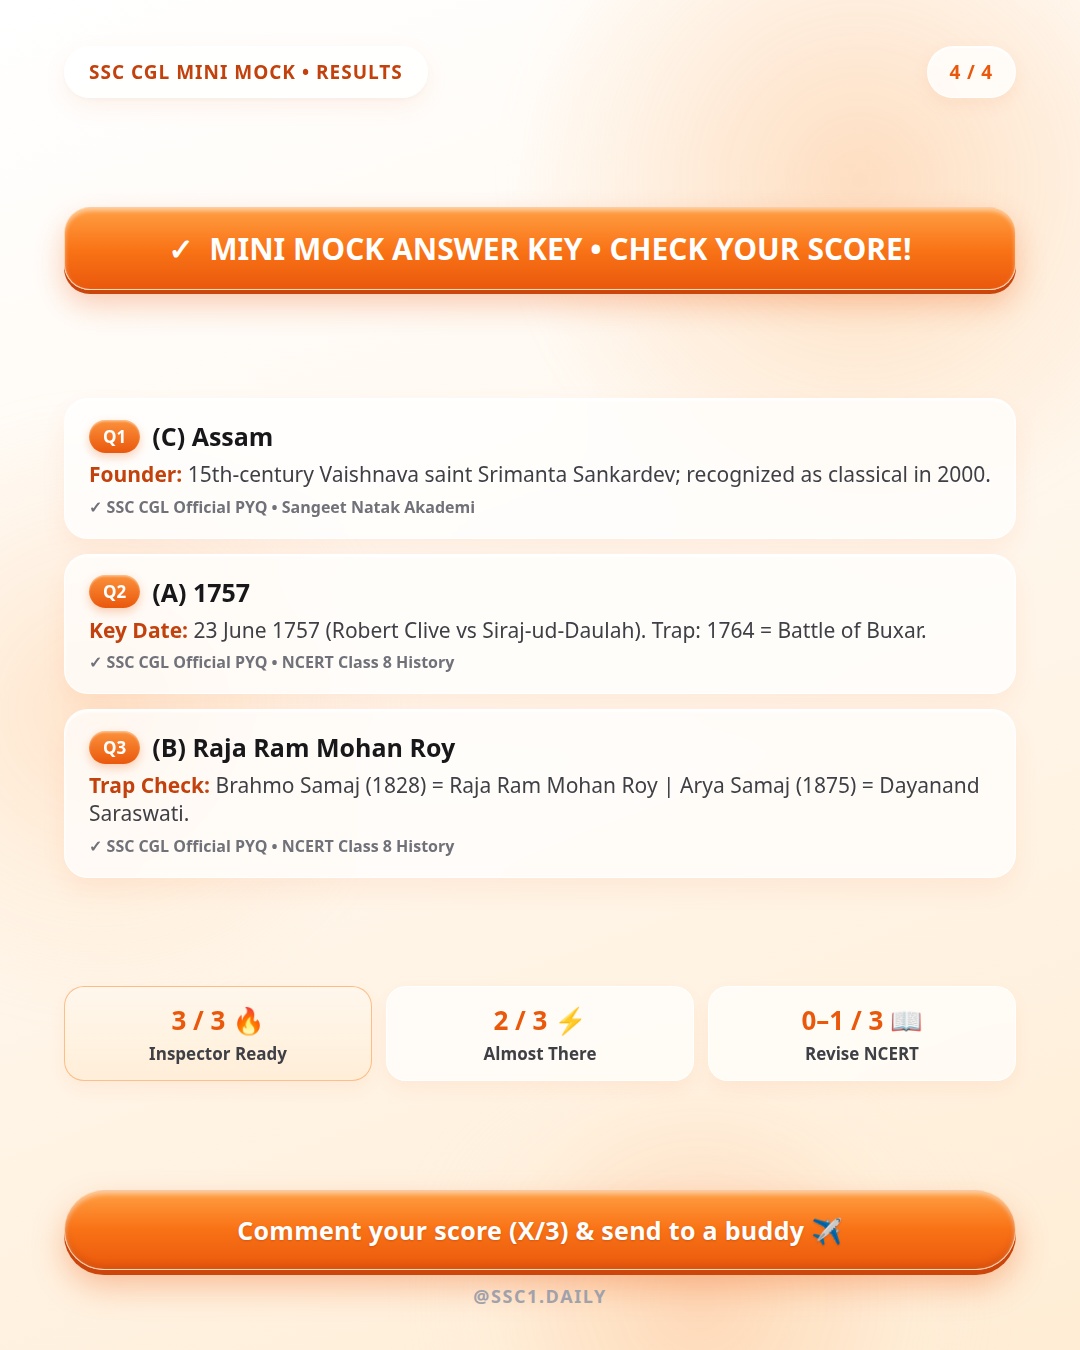 SSC CGL MINI MOCK • RESULTS
4 / 4
✓ MINI MOCK ANSWER KEY • CHECK YOUR SCORE!
Q1 (C) Assam
Founder: 15th-century Vaishnava saint Srimanta Sankardev; recognized as classical in 2000.
✓ SSC CGL Official PYQ • Sangeet Natak Akademi
Q2 (A) 1757
Key Date: 23 June 1757 (Robert Clive vs Siraj-ud-Daulah). Trap: 1764 = Battle of Buxar.
✓ SSC CGL Official PYQ • NCERT Class 8 History
Q3 (B) Raja Ram Mohan Roy
Trap Check: Brahmo Samaj (1828) = Raja Ram Mohan Roy | Arya Samaj (1875) = Dayanand
Saraswati.
✓ SSC CGL Official PYQ • NCERT Class 8 History
3 / 3 🔥
Inspector Ready
2 / 3 ⚡
Almost There
0–1 / 3 📖
Revise NCERT
Comment your score (X/3) & send to a buddy ✈️
@SSC1.DAILY